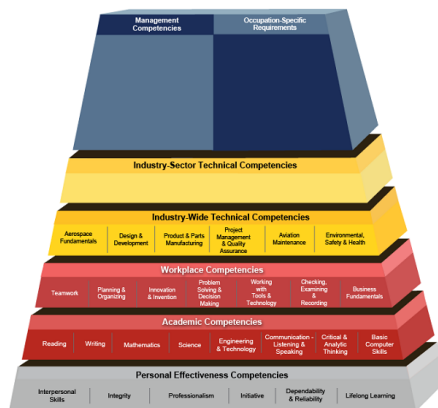 Management
Competencies
Occupation-Specific
Requirements
Industry-Sector Technical Competencies
Industry-Wide Technical Competencies
Aerospace
Fundamentals
Design &
Development
Product & Parts
Manufacturing
Project
Management
& Quality
Assurance
Aviation
Maintenance
Environmental,
Safety & Health
Workplace Competencies
Teamwork
Planning &
Organizing
Innovation
& Invention
Problem
Solving &
Decision
Making
Working
with
Tools &
Technology
Checking,
Examining &
Recording
Business
Fundamentals
Academic Competencies
Reading
Writing
Mathematics
Science
Engineering
& Technology
Communication -
Listening &
Speaking
Critical &
Analytic
Thinking
Basic
Computer
Skills
Personal Effectiveness Competencies
Interpersonal
Skills
Integrity
Professionalism
Initiative
Dependability
& Reliability
Lifelong Learning